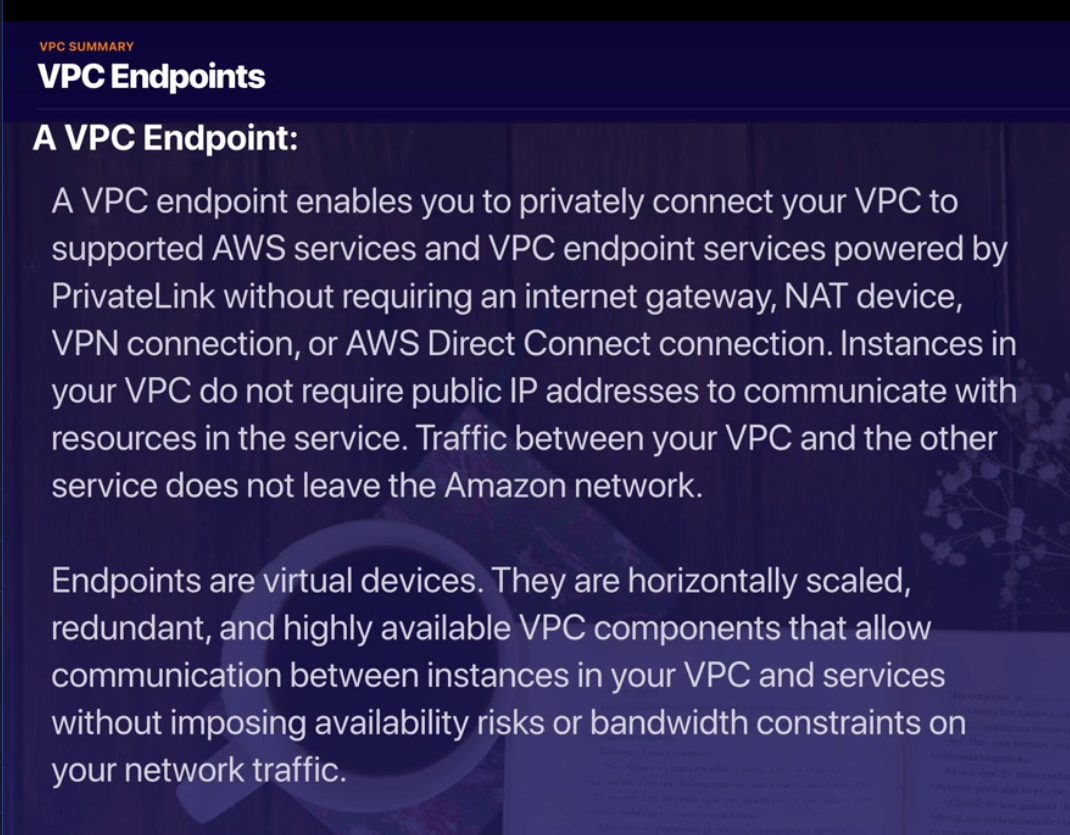 VPC SUMMARY
VPC Endpoints
A VPC Endpoint:
A VPC endpoint enables you to privately connect your VPC to
supported AWS services and VPC endpoint services powered by
PrivateLink without requiring an internet gateway, NAT device,
VPN connection, or AWS Direct Connect connection. Instances in
your VPC do not require public IP addresses to communicate with
resources in the service. Traffic between your VPC and the other
service does not leave the Amazon network.
Endpoints are virtual devices. They are horizontally scaled,
redundant, and highly available VPC components that allow
communication between instances in your VPC and services
without imposing availability risks or bandwidth constraints on
your network traffic.